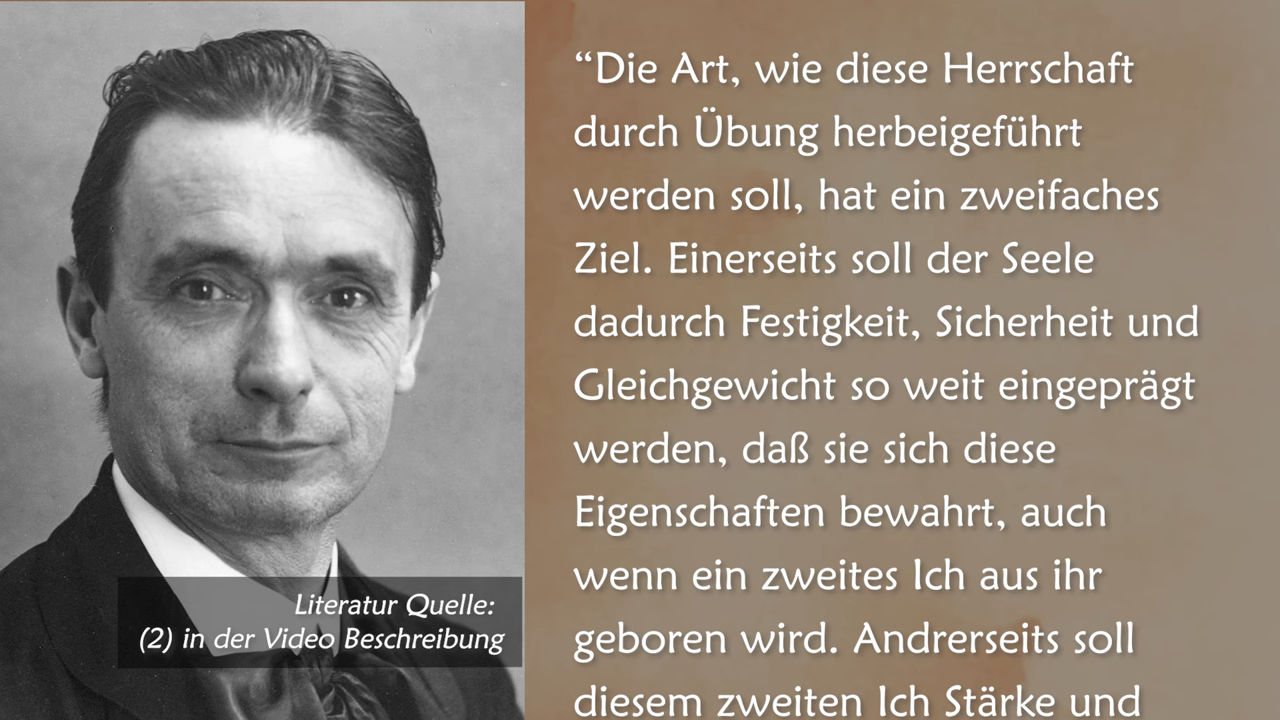 “Die Art, wie diese Herrschaft
durch Übung herbeigeführt
werden soll, hat ein zweifaches
Ziel. Einerseits soll der Seele
dadurch Festigkeit, Sicherheit und
Gleichgewicht so weit eingeprägt
werden, daß sie sich diese
Eigenschaften bewahrt, auch
wenn ein zweites Ich aus ihr
geboren wird. Andrerseits soll
diesem zweiten Ich Stärke und
Literatur Quelle:
(2) in der Video Beschreibung